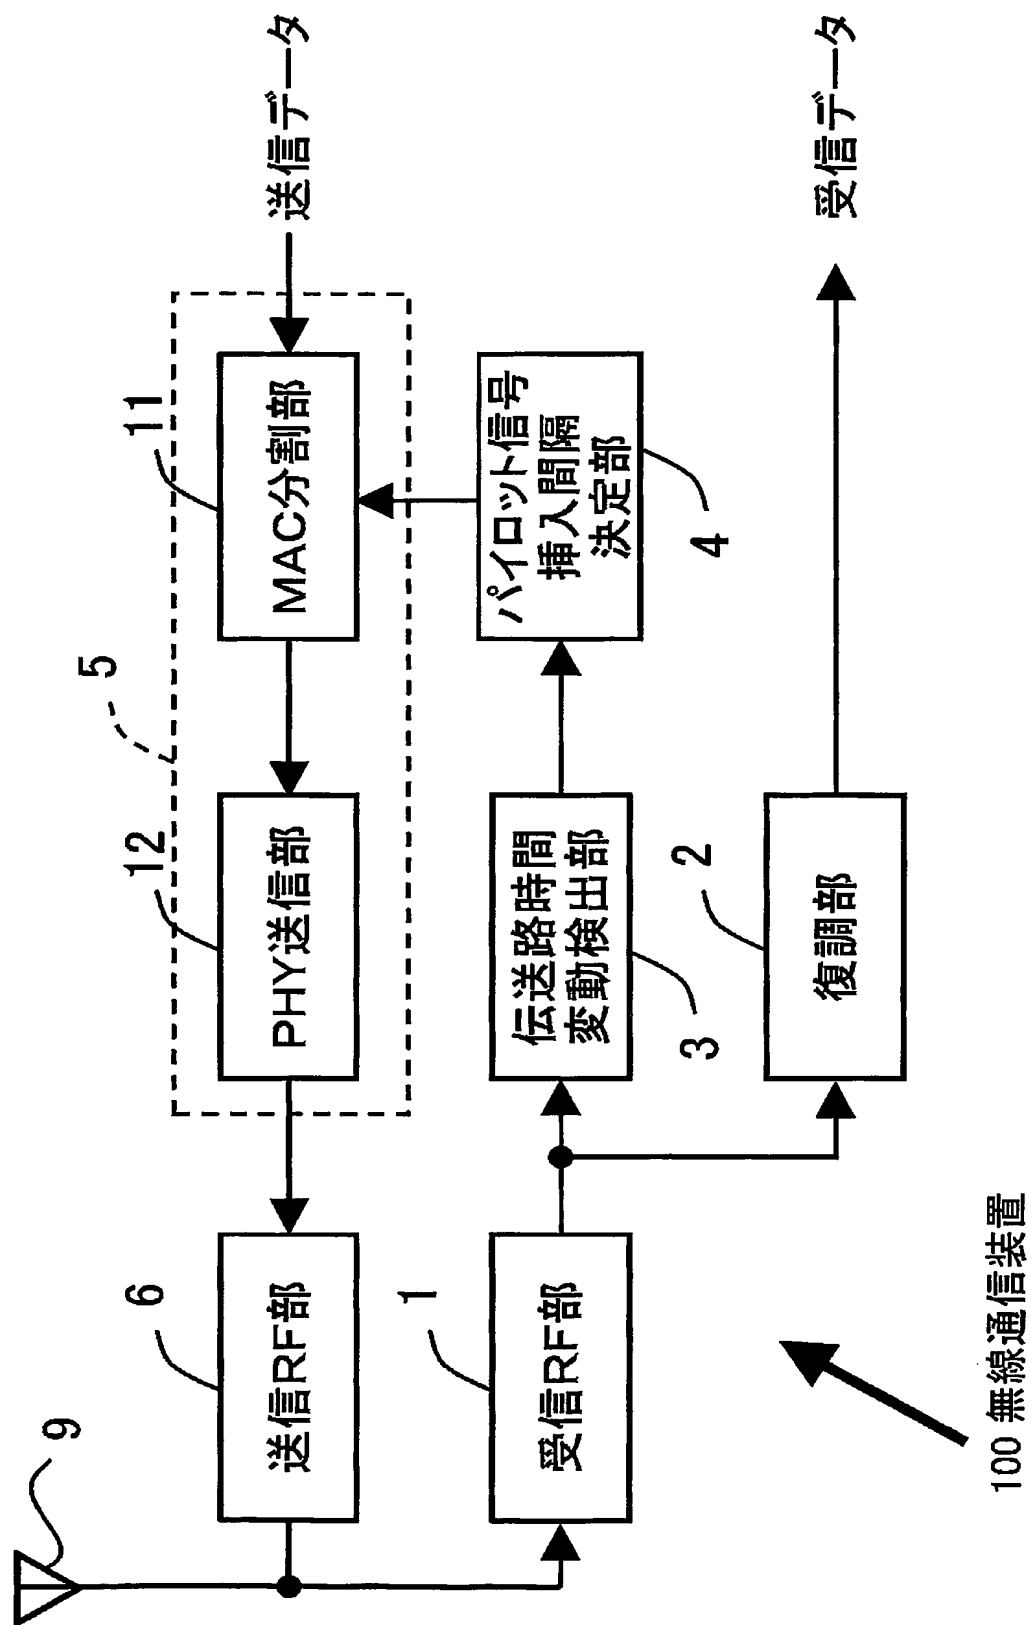 9
6
送信RF部
12
PHY送信部
5
11
MAC分割部
送信データ
1
受信RF部
伝送路時間
変動検出部
3
パイロット信号
挿入間隔
決定部
4
2
復調部
受信データ
100 無線通信装置